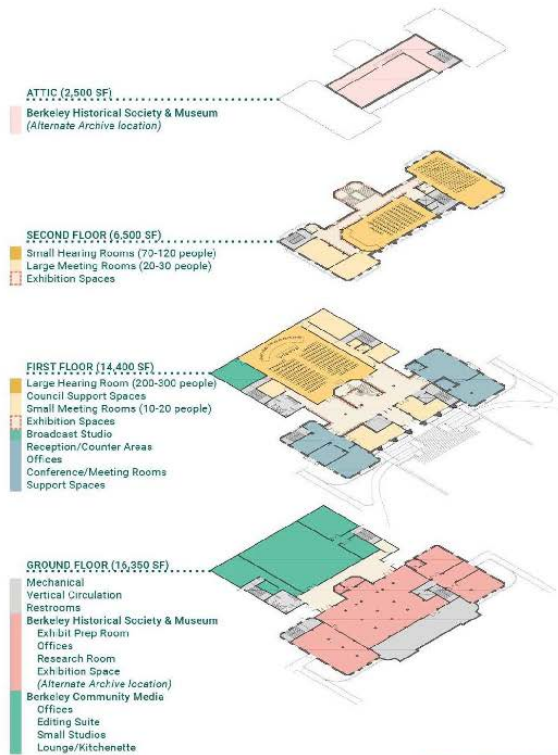 ATTIC (2,500 SF)
Berkeley Historical Society & Museum
(Alternate Archive location)
SECOND FLOOR (6,500 SF)
Small Hearing Rooms (70-120 people)
Large Meeting Rooms (20-30 people)
Exhibition Spaces
FIRST FLOOR (14,400 SF)
Large Hearing Room (200-300 people)
Council Support Spaces
Small Meeting Rooms (10-20 people)
Exhibition Spaces
Broadcast Studio
Reception/Counter Areas
Offices
Conference/Meeting Rooms
Support Spaces
GROUND FLOOR (16,350 SF)
Mechanical
Vertical Circulation
Restrooms
Berkeley Historical Society & Museum
Exhibit Prep Room
Offices
Research Room
Exhibition Space
(Alternate Archive location)
Berkeley Community Media
Offices
Editing Suite
Small Studios
Lounge/Kitchenette